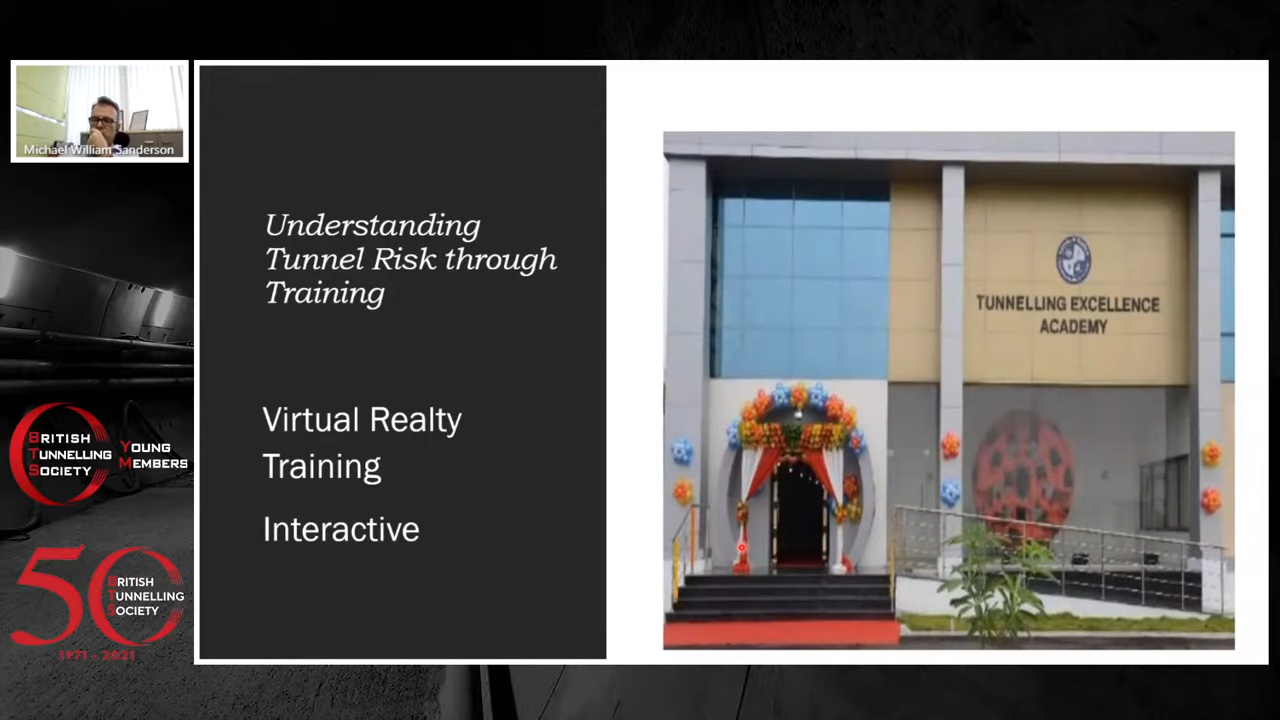 Michael William Sanderson
Understanding
Tunnel Risk through
Training
Virtual Realty
Training
Interactive
TUNNELLING EXCELLENCE
ACADEMY
BRITISH
TUNNELLING
SOCIETY
YOUNG
MEMBERS
50
BRITISH
TUNNELLING
SOCIETY
1971 - 2021